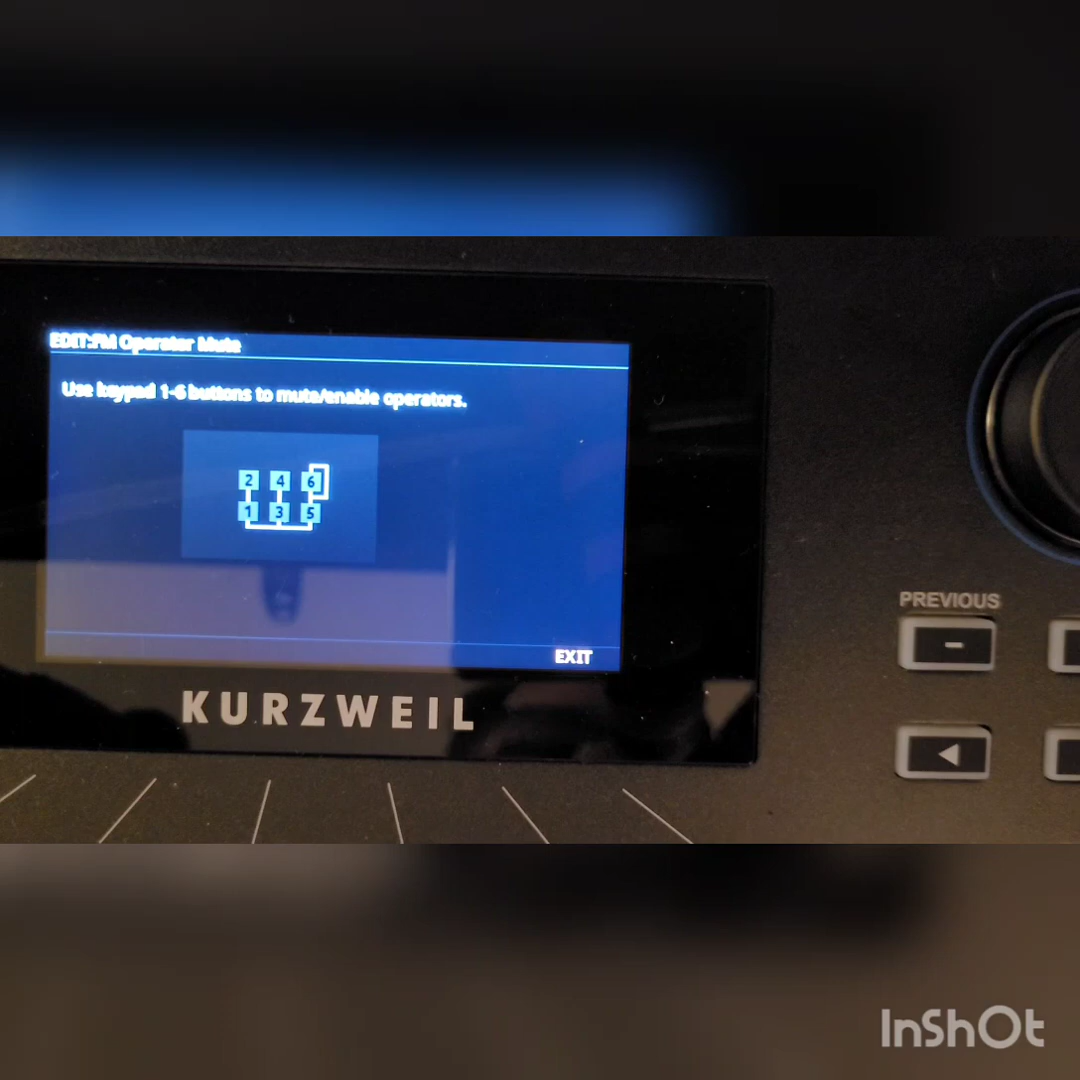 EDIT:FM Operator Mute
Use keypad 1-6 buttons to mute/enable operators.
2 4 6
1 3 5
EXIT
KURZWEIL
PREVIOUS
-
InShOt